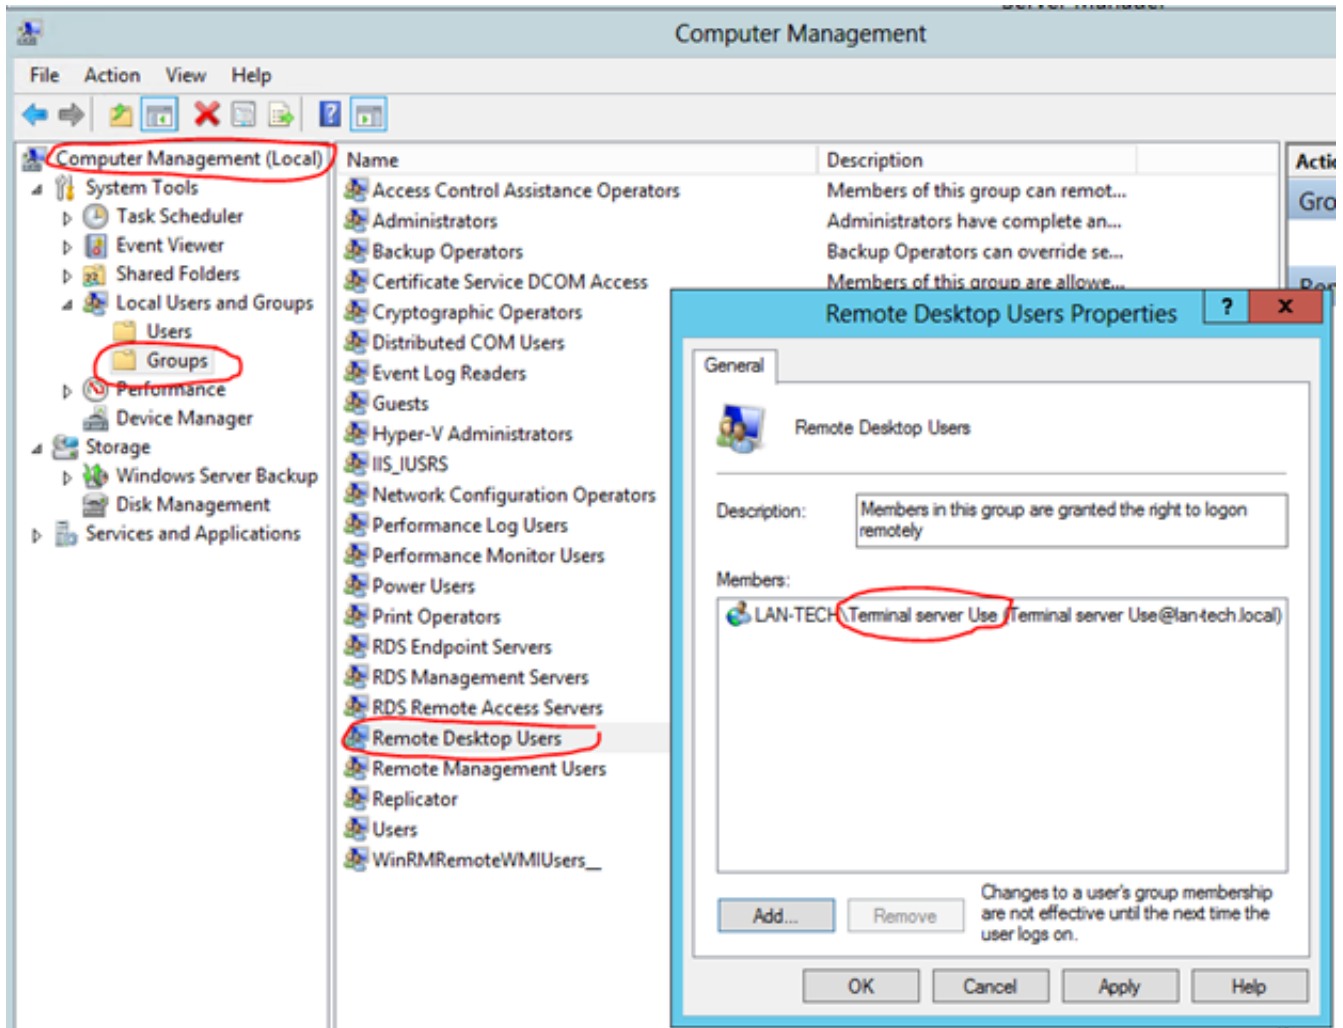 Computer Management
File Action View Help
Computer Management (Local)
System Tools
Task Scheduler
Event Viewer
Shared Folders
Local Users and Groups
Users
Groups
Performance
Device Manager
Storage
Windows Server Backup
Disk Management
Services and Applications
Name Description
Access Control Assistance Operators Members of this group can remot...
Administrators Administrators have complete an...
Backup Operators Backup Operators can override se...
Certificate Service DCOM Access Members of this group are allowe...
Cryptographic Operators
Distributed COM Users
Event Log Readers
Guests
Hyper-V Administrators
IIS_IUSRS
Network Configuration Operators
Performance Log Users
Performance Monitor Users
Power Users
Print Operators
RDS Endpoint Servers
RDS Management Servers
RDS Remote Access Servers
Remote Desktop Users
Remote Management Users
Replicator
Users
WinRMRemoteWMIUsers__
Remote Desktop Users Properties ? x
General
Remote Desktop Users
Description: Members in this group are granted the right to logon
remotely
Members:
LAN-TECH\Terminal server Use (Terminal server Use@lan-tech.local)
Add... Remove
Changes to a user's group membership
are not effective until the next time the
user logs on.
OK Cancel Apply Help